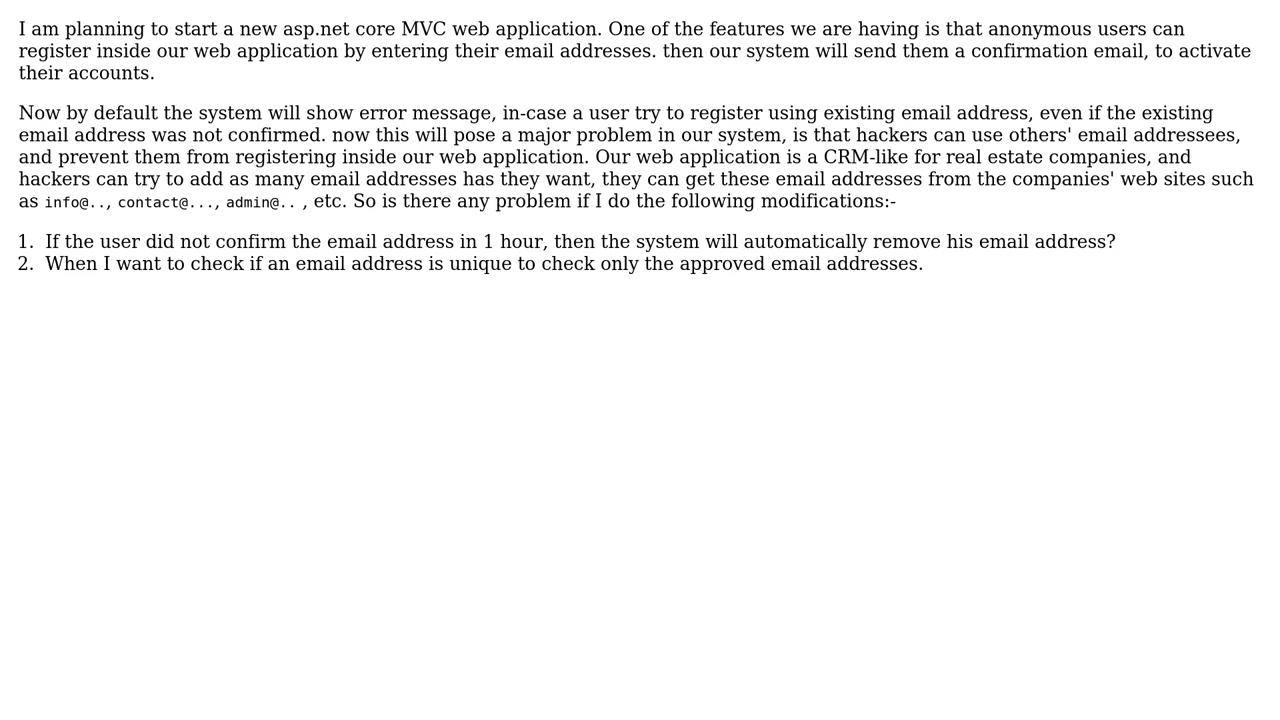 I am planning to start a new asp.net core MVC web application. One of the features we are having is that anonymous users can
register inside our web application by entering their email addresses. then our system will send them a confirmation email, to activate
their accounts.
Now by default the system will show error message, in-case a user try to register using existing email address, even if the existing
email address was not confirmed. now this will pose a major problem in our system, is that hackers can use others' email addressees,
and prevent them from registering inside our web application. Our web application is a CRM-like for real estate companies, and
hackers can try to add as many email addresses has they want, they can get these email addresses from the companies' web sites such
as info@.., contact@..., admin@.. , etc. So is there any problem if I do the following modifications:-
1. If the user did not confirm the email address in 1 hour, then the system will automatically remove his email address?
2. When I want to check if an email address is unique to check only the approved email addresses.